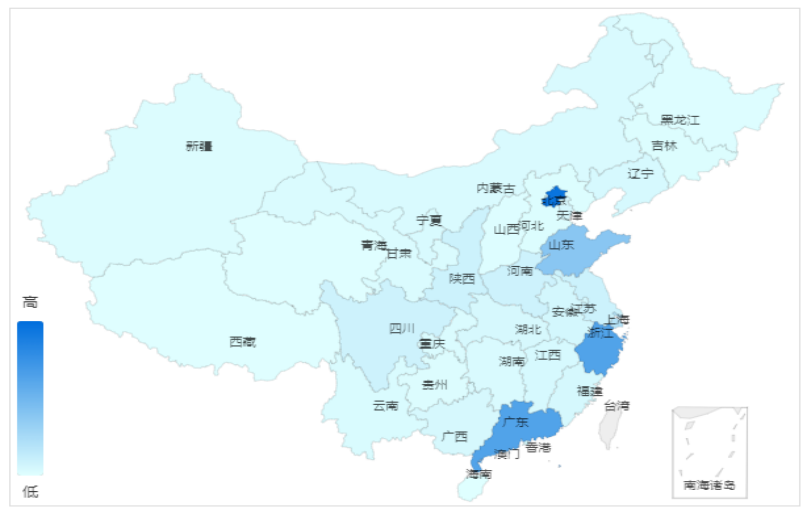 黑龙江
吉林
辽宁
新疆
内蒙古
北京
天津
宁夏
山西
河北
青海
甘肃
山东
陕西
河南
高
安徽
江苏
上海
四川
湖北
浙江
西藏
重庆
湖南
江西
贵州
福建
云南
台湾
广东
广西
香港
澳门
海南
南海诸岛
低